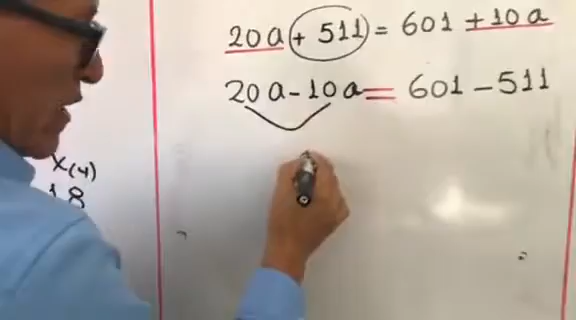 20a + 511 = 601 + 10a
20a - 10a = 601 - 511
x(4)
18